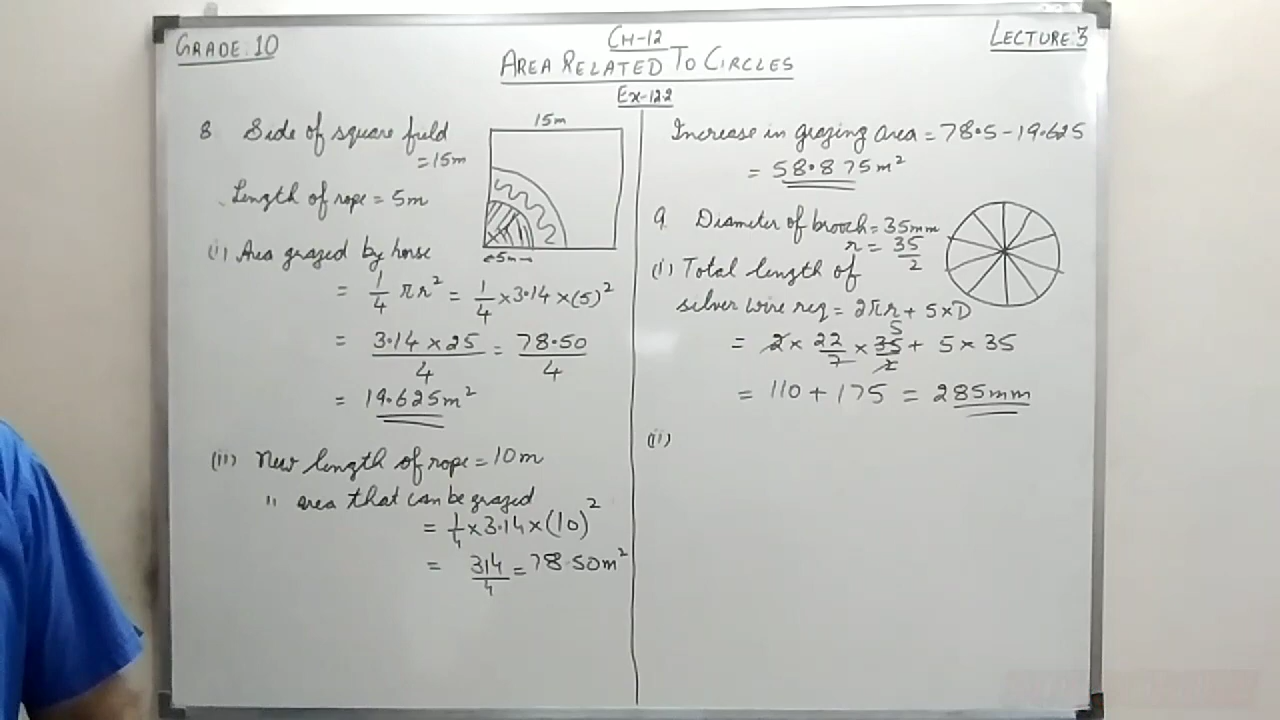 GRADE: 10
CH-12
LECTURE: 3
AREA RELATED TO CIRCLES
Ex-12.2
8 Side of square field
= 15m
Length of rope = 5m
(i) Area grazed by horse
= 1/4 πr² = 1/4 × 3.14 × (5)²
= 3.14 × 25 / 4 = 78.50 / 4
= 19.625m²
(ii) New length of rope = 10m
area that can be grazed
= 1/4 × 3.14 × (10)²
= 314/4 = 78.50m²
15m
5m
Increase in grazing area = 78.5 - 19.625
= 58.875m²
9. Diameter of brooch = 35mm
r = 35/2
(i) Total length of
silver wire req = 2πr + 5×D
5
= 2 × 22/7 × 35/2 + 5 × 35
= 110 + 175 = 285mm
(ii)